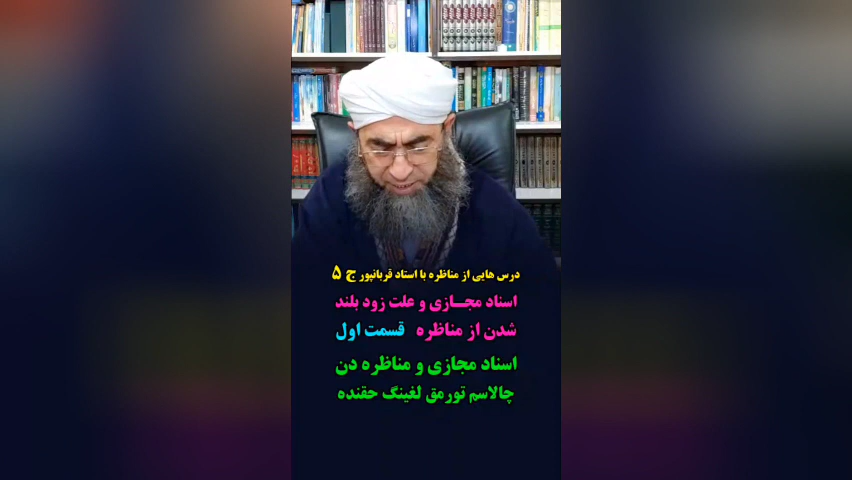 درس هایی از مناظره با استاد قربانپور ج ۵
اسناد مجـــازی و علت زود بلند
شدن از مناظره قسمت اول
اسناد مجازی و مناظره دن
چالاسم تورمق لغینگ حقنده